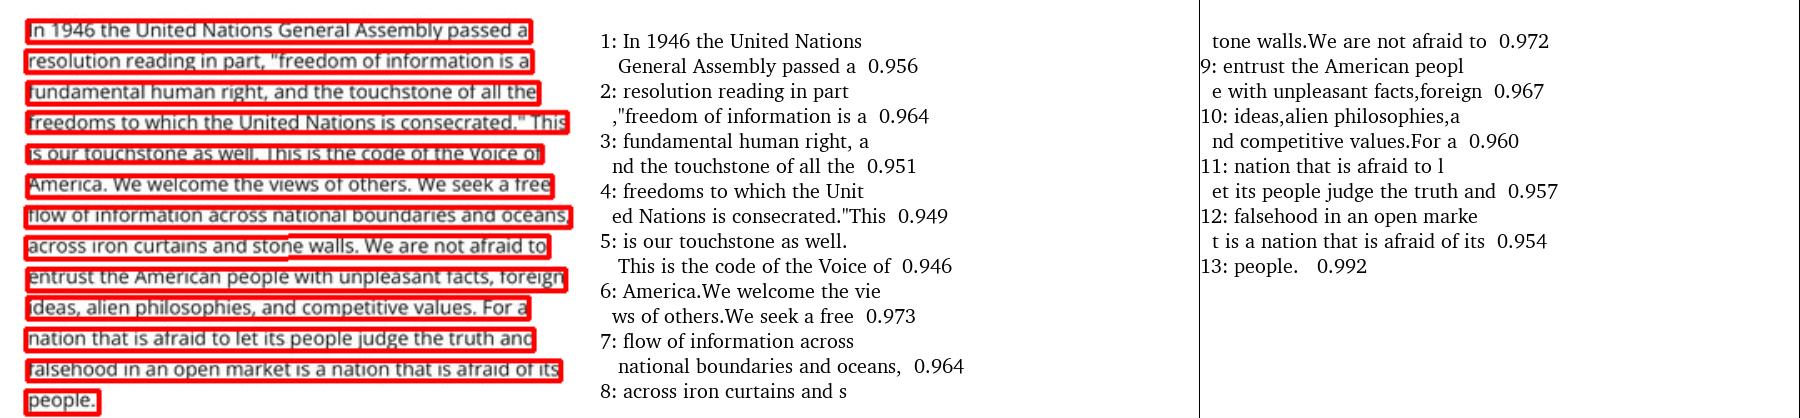 In 1946 the United Nations General Assembly passed a
resolution reading in part, "freedom of information is a
fundamental human right, and the touchstone of all the
freedoms to which the United Nations is consecrated." This
is our touchstone as well. This is the code of the Voice of
America. We welcome the views of others. We seek a free
flow of information across national boundaries and oceans,
across iron curtains and stone walls. We are not afraid to
entrust the American people with unpleasant facts, foreign
ideas, alien philosophies, and competitive values. For a
nation that is afraid to let its people judge the truth and
falsehood in an open market is a nation that is afraid of its
people.
1: In 1946 the United Nations
General Assembly passed a 0.956
2: resolution reading in part
,"freedom of information is a 0.964
3: fundamental human right, a
nd the touchstone of all the 0.951
4: freedoms to which the Unit
ed Nations is consecrated."This 0.949
5: is our touchstone as well.
This is the code of the Voice of 0.946
6: America.We welcome the vie
ws of others.We seek a free 0.973
7: flow of information across
national boundaries and oceans, 0.964
8: across iron curtains and s
tone walls.We are not afraid to 0.972
9: entrust the American peopl
e with unpleasant facts,foreign 0.967
10: ideas,alien philosophies,a
nd competitive values.For a 0.960
11: nation that is afraid to l
et its people judge the truth and 0.957
12: falsehood in an open marke
t is a nation that is afraid of its 0.954
13: people. 0.992